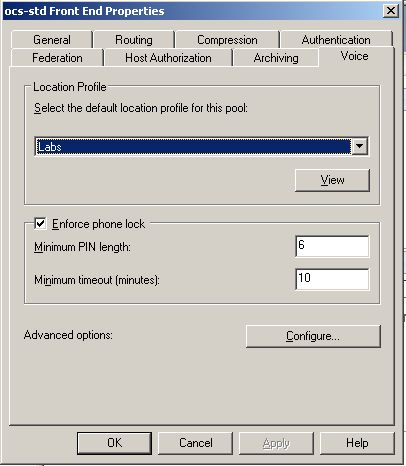 ocs-std Front End Properties
General Routing Compression Authentication
Federation Host Authorization Archiving Voice
Location Profile
Select the default location profile for this pool:
Labs
View
Enforce phone lock
Minimum PIN length: 6
Minimum timeout (minutes): 10
Advanced options: Configure...
OK Cancel Apply Help